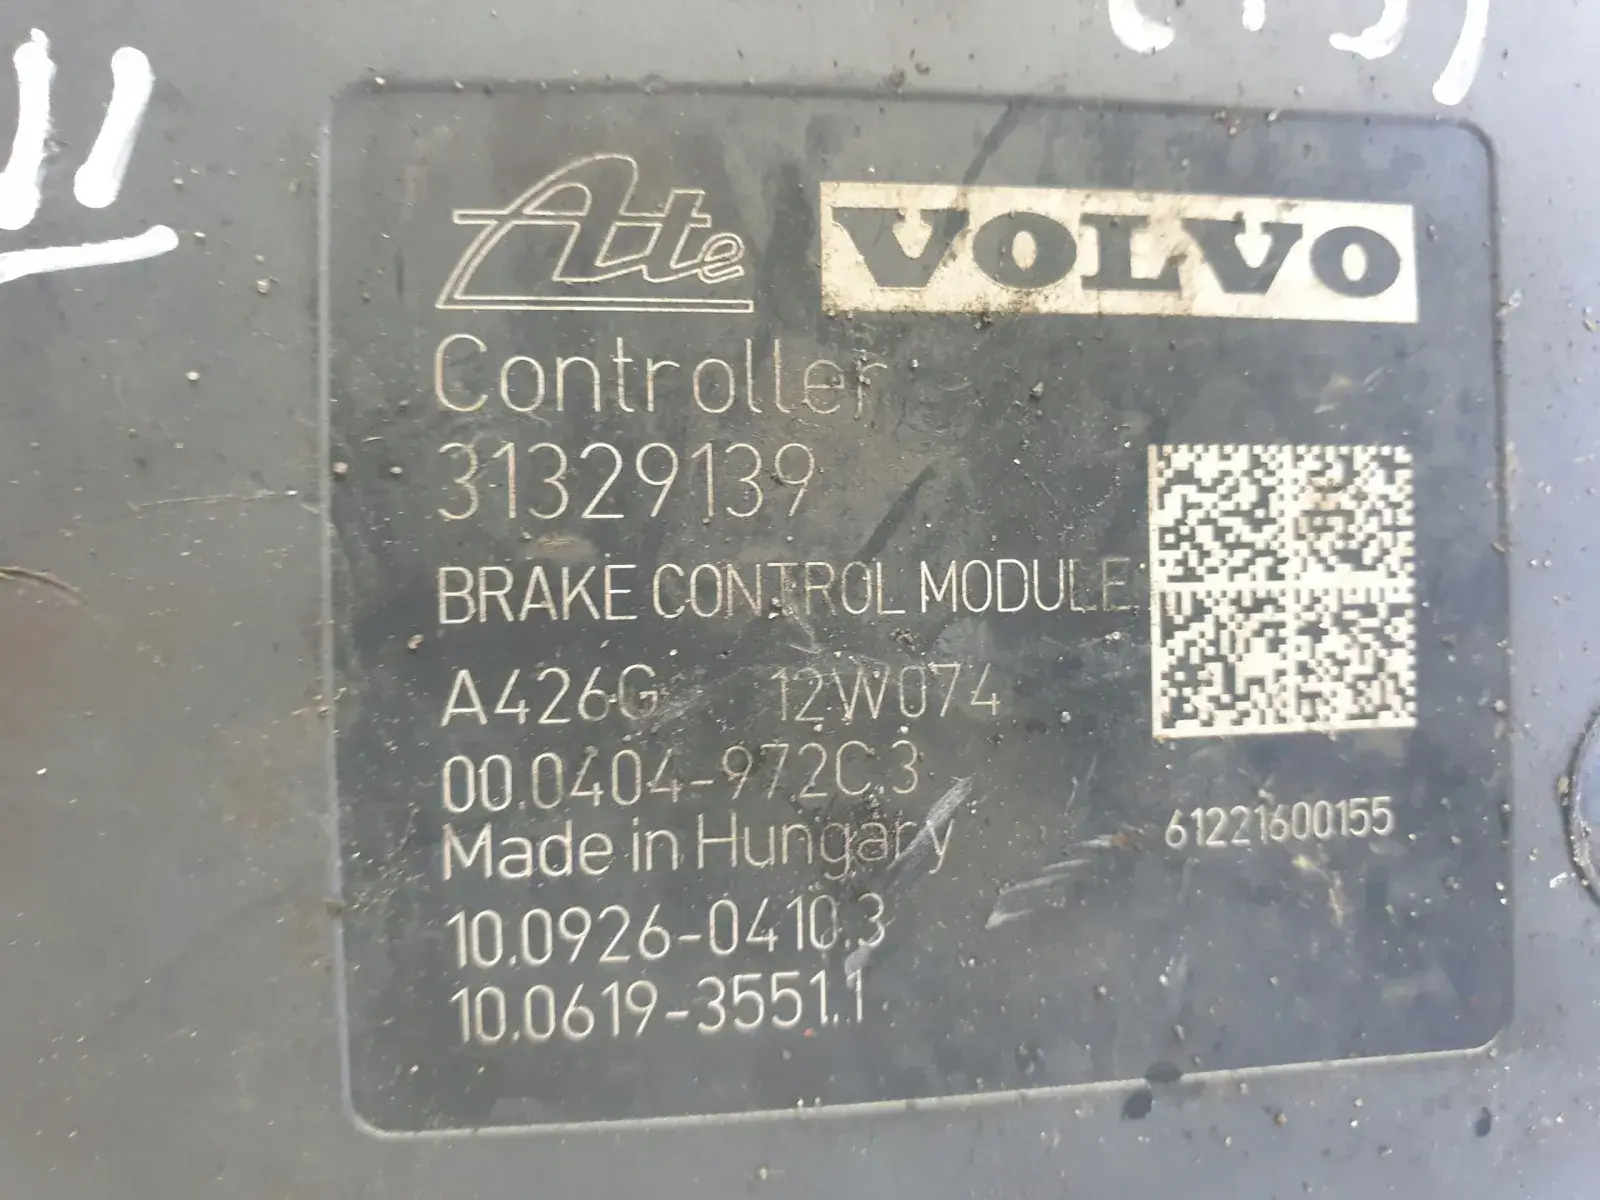 Ate VOLVO
Controller
31329139
BRAKE CONTROL MODULE
A426G 12W074
00.0404-972C.3
Made in Hungary
61221600155
10.0926-0410.3
10.0619-3551.1